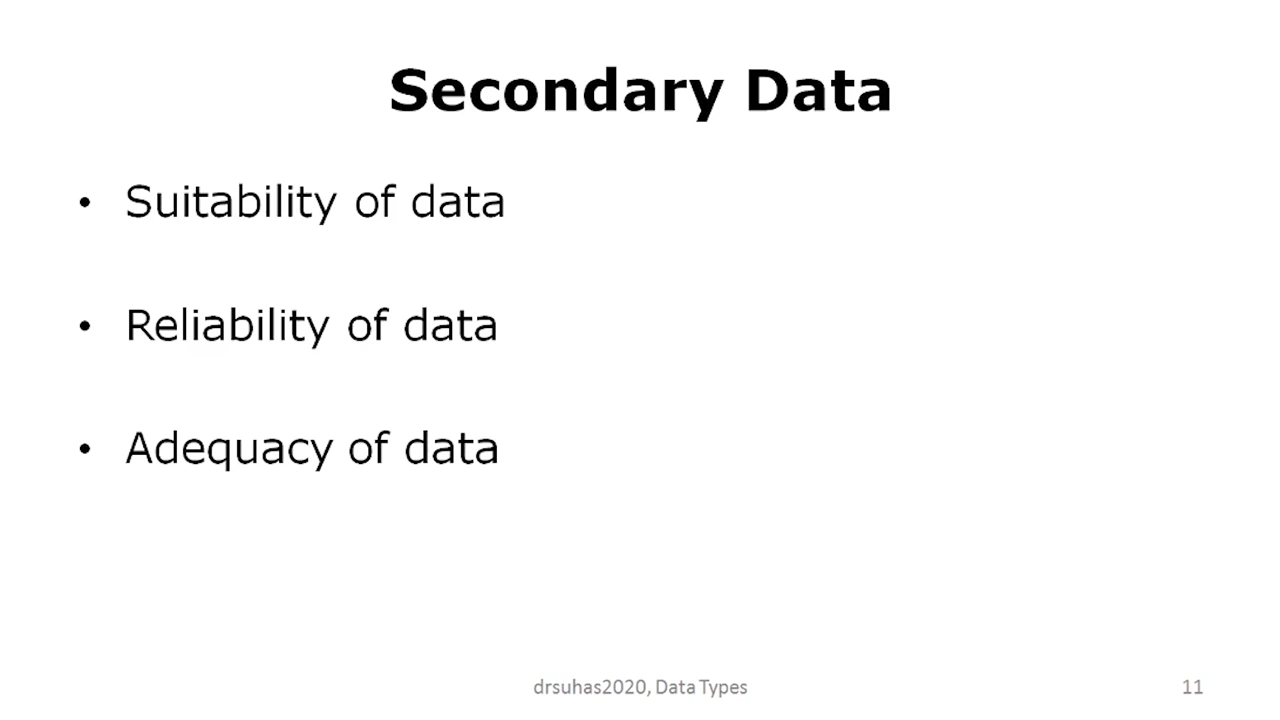 Secondary Data
• Suitability of data
• Reliability of data
• Adequacy of data
drsuhas2020, Data Types
11